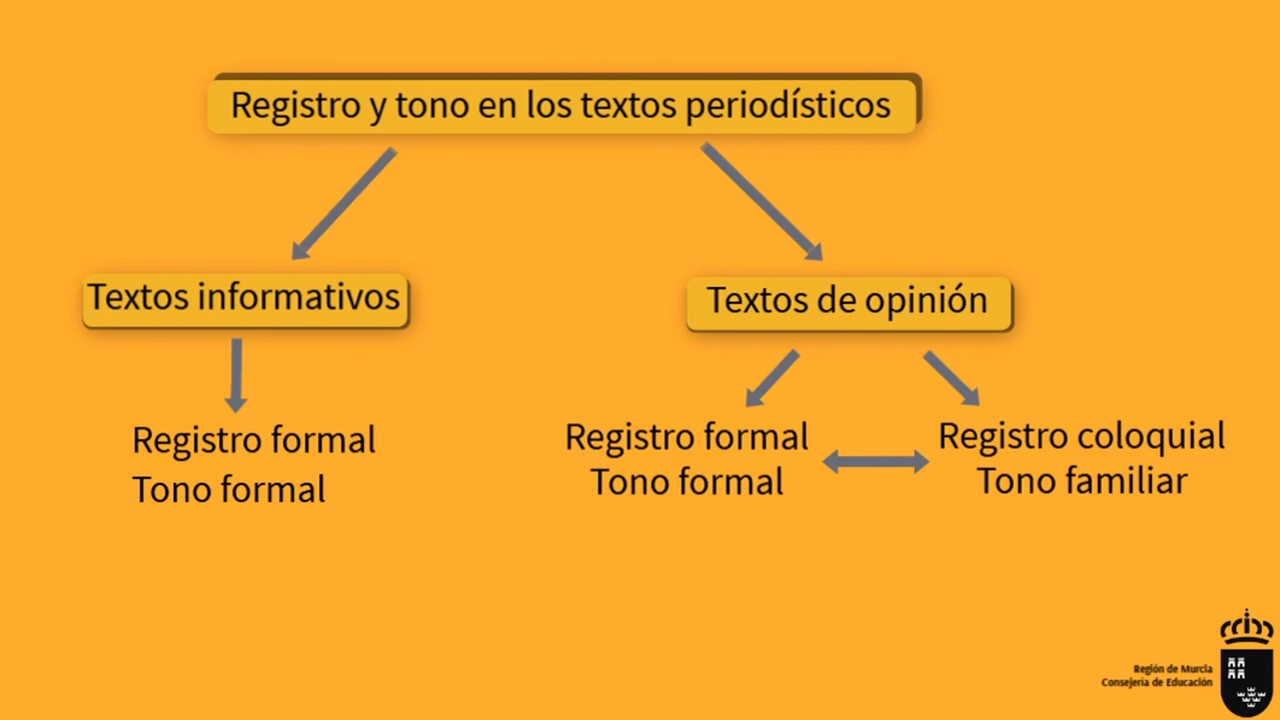 Registro y tono en los textos periodísticos
Textos informativos
Textos de opinión
Registro formal
Tono formal
Registro formal
Tono formal
Registro coloquial
Tono familiar
Región de Murcia
Consejería de Educación